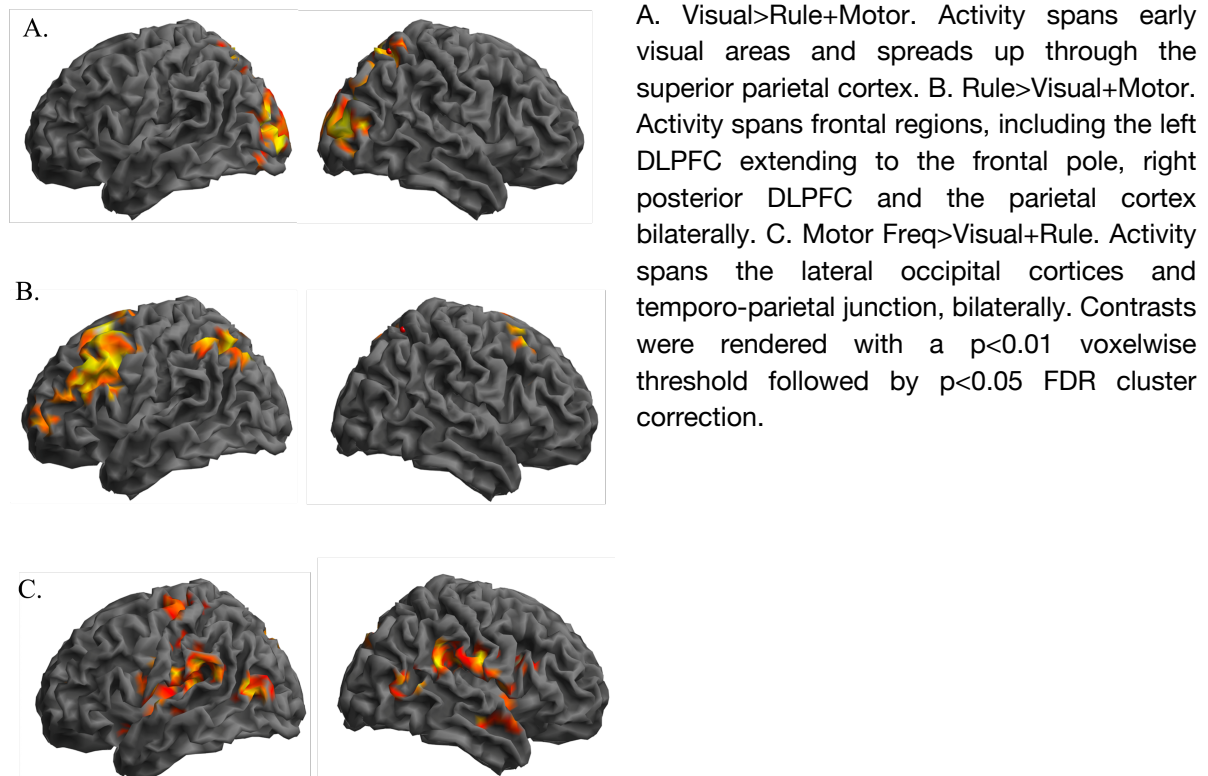 A.
A. Visual>Rule+Motor. Activity spans early
visual areas and spreads up through the
superior parietal cortex. B. Rule>Visual+Motor.
Activity spans frontal regions, including the left
DLPFC extending to the frontal pole, right
posterior DLPFC and the parietal cortex
bilaterally. C. Motor Freq>Visual+Rule. Activity
spans the lateral occipital cortices and
temporo-parietal junction, bilaterally. Contrasts
were rendered with a p<0.01 voxelwise
threshold followed by p<0.05 FDR cluster
correction.
B.
C.